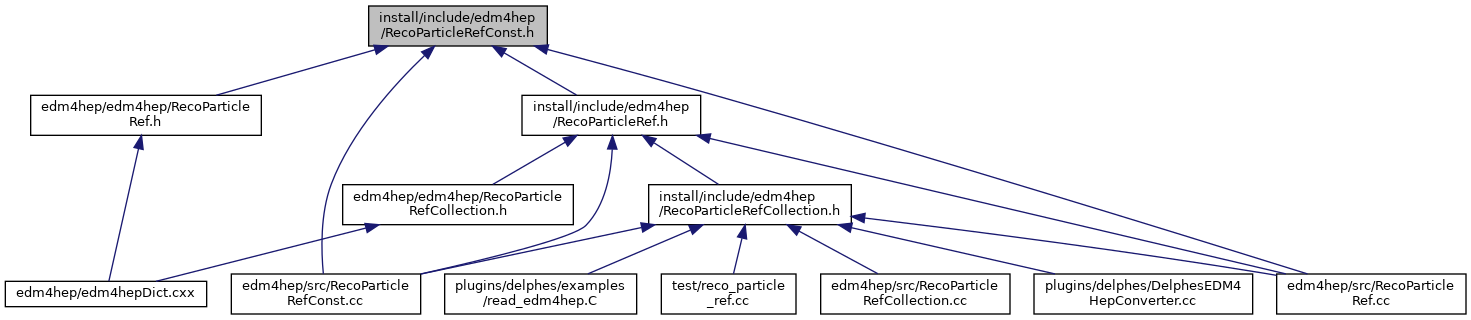 install/include/edm4hep
/RecoParticleRefConst.h
edm4hep/edm4hep/RecoParticle
Ref.h
install/include/edm4hep
/RecoParticleRef.h
edm4hep/edm4hep/RecoParticle
RefCollection.h
install/include/edm4hep
/RecoParticleRefCollection.h
edm4hep/edm4hepDict.cxx
edm4hep/src/RecoParticle
RefConst.cc
plugins/delphes/examples
/read_edm4hep.C
test/reco_particle
_ref.cc
edm4hep/src/RecoParticle
RefCollection.cc
plugins/delphes/DelphesEDM4
HepConverter.cc
edm4hep/src/RecoParticle
Ref.cc